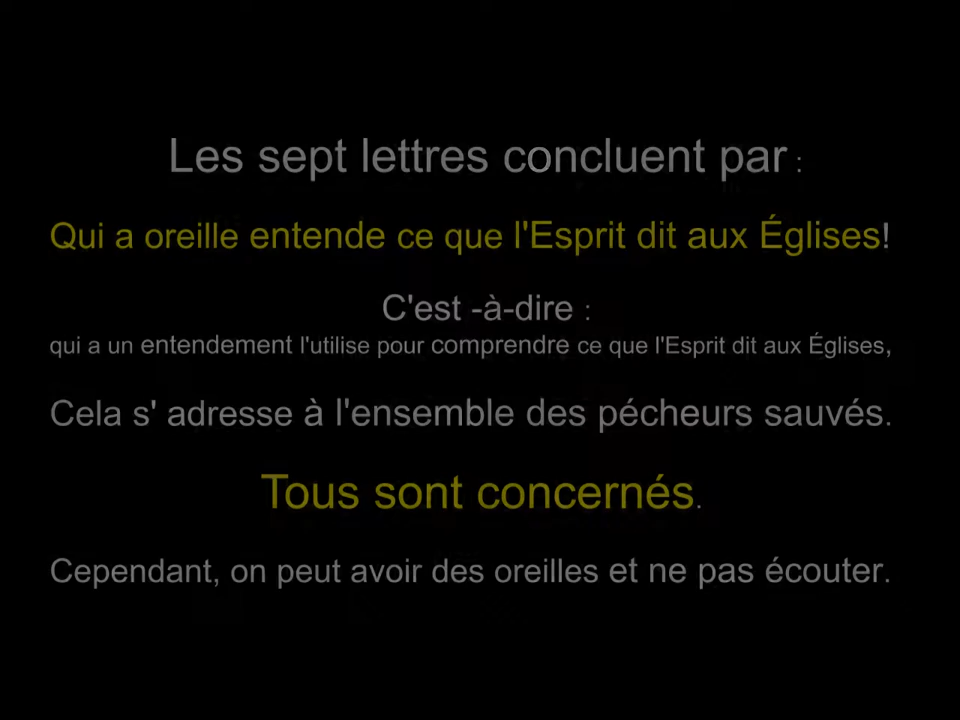 Les sept lettres concluent par :
Qui a oreille entende ce que l'Esprit dit aux Églises!
C'est -à-dire :
qui a un entendement l'utilise pour comprendre ce que l'Esprit dit aux Églises,
Cela s' adresse à l'ensemble des pécheurs sauvés.
Tous sont concernés.
Cependant, on peut avoir des oreilles et ne pas écouter.